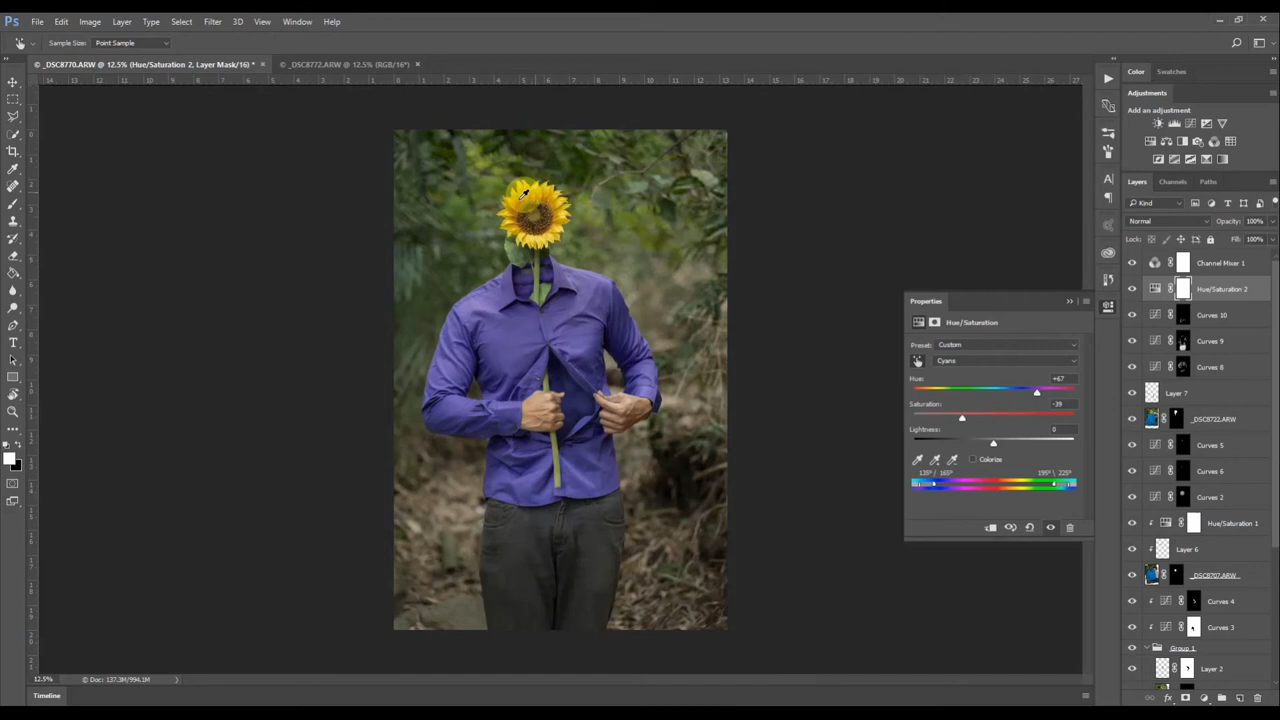 Ps File Edit Image Layer Type Select Filter 3D View Window Help
Sample Size: Point Sample
© _DSC8770.ARW @ 12.5% (Hue/Saturation 2, Layer Mask/16) * × © _DSC8772.ARW @ 12.5% (RGB/16*) ×
Color Swatches
Adjustments
Add an adjustment
Layers Channels Paths
Kind
Normal Opacity: 100%
Lock: Fill: 100%
Channel Mixer 1
Hue/Saturation 2
Curves 10
Curves 9
Curves 8
Layer 7
_DSC8722.ARW
Curves 5
Curves 6
Curves 2
Hue/Saturation 1
Layer 6
_DSC8707.ARW
Curves 4
Curves 3
Group 1
Layer 2
fx
Properties
Hue/Saturation
Preset: Custom
Cyans
Hue: +67
Saturation: -39
Lightness: 0
Colorize
135°/ 165° 195°\ 225°
12.5% Doc: 137.3M/994.1M
Timeline